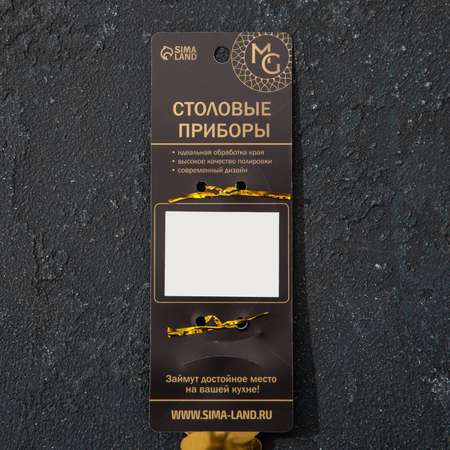 SIMA
LAND
MG
СТОЛОВЫЕ
ПРИБОРЫ
• идеальная обработка края
• высокое качество полировки
• современный дизайн
Займут достойное место
на вашей кухне!
WWW.SIMA-LAND.RU